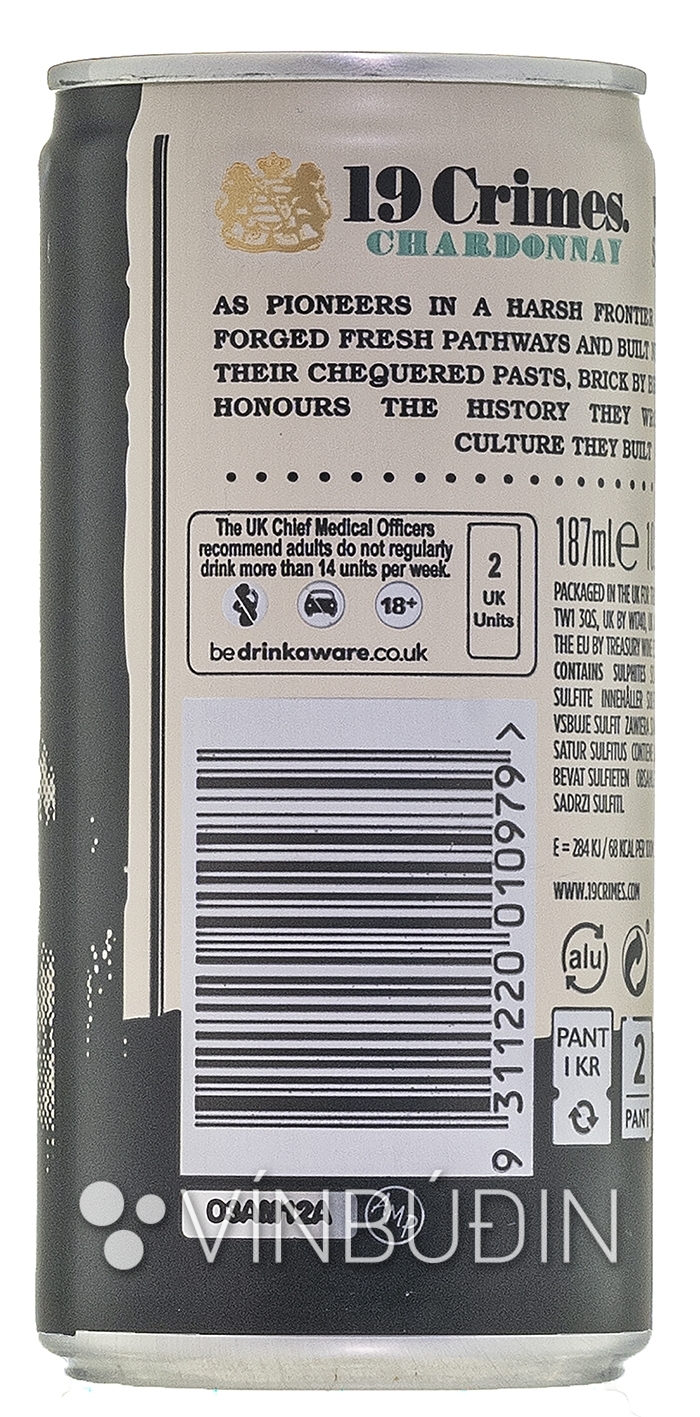 19 Crimes.
CHARDONNAY
AS PIONEERS IN A HARSH FRONTIER
FORGED FRESH PATHWAYS AND BUILT
THEIR CHEQUERED PASTS, BRICK BY
HONOURS THE HISTORY THEY
CULTURE THEY BUILT
The UK Chief Medical Officers
recommend adults do not regularly
drink more than 14 units per week.
18+
bedrinkaware.co.uk
2
UK
Units
187mLe
PACKAGED IN THE UK FOR
TW1 3QS, UK BY
THE EU BY TREASURY WINE
CONTAINS SULPHITES
SULFITE INNEHÅLLER
VSBUJE SULFIT ZAWIERA
SATUR SULFITUS
BEVAT SULFIETEN
SADRZI SULFITI.
E = 284 KJ / 68 KCAL PER
WWW.19CRIMES.COM
alu
PANT
1 KR
2
PANT
9 311220 010979 >
AMP
VÍNBÚÐIN